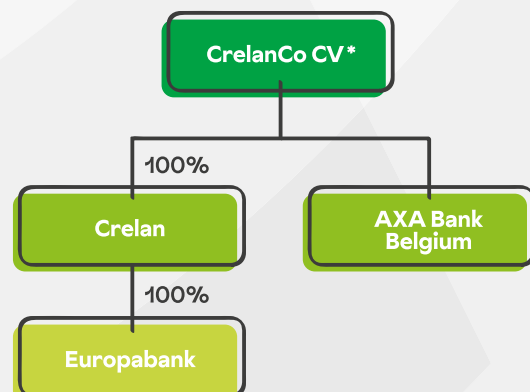 CrelanCo CV*
100%
Crelan
AXA Bank
Belgium
100%
Europabank